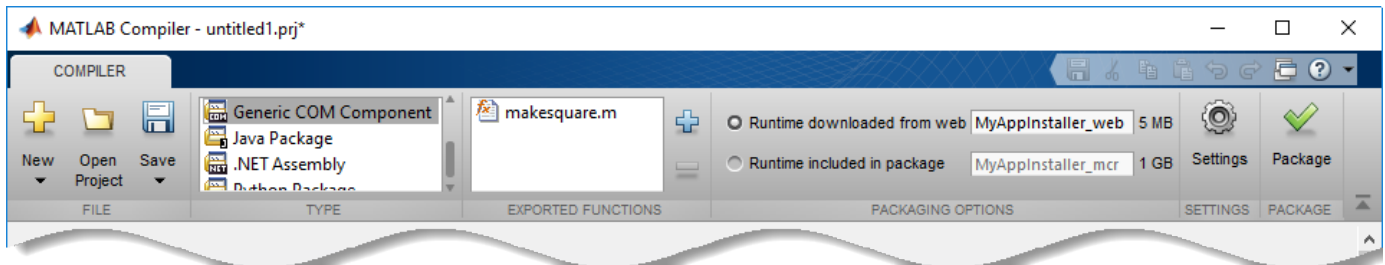 MATLAB Compiler - untitled1.prj*
COMPILER
New
Open Project
Save
FILE
Generic COM Component
Java Package
.NET Assembly
Python Package
TYPE
makesquare.m
EXPORTED FUNCTIONS
Runtime downloaded from web MyAppInstaller_web 5 MB
Runtime included in package MyAppInstaller_mcr 1 GB
PACKAGING OPTIONS
Settings
SETTINGS
Package
PACKAGE